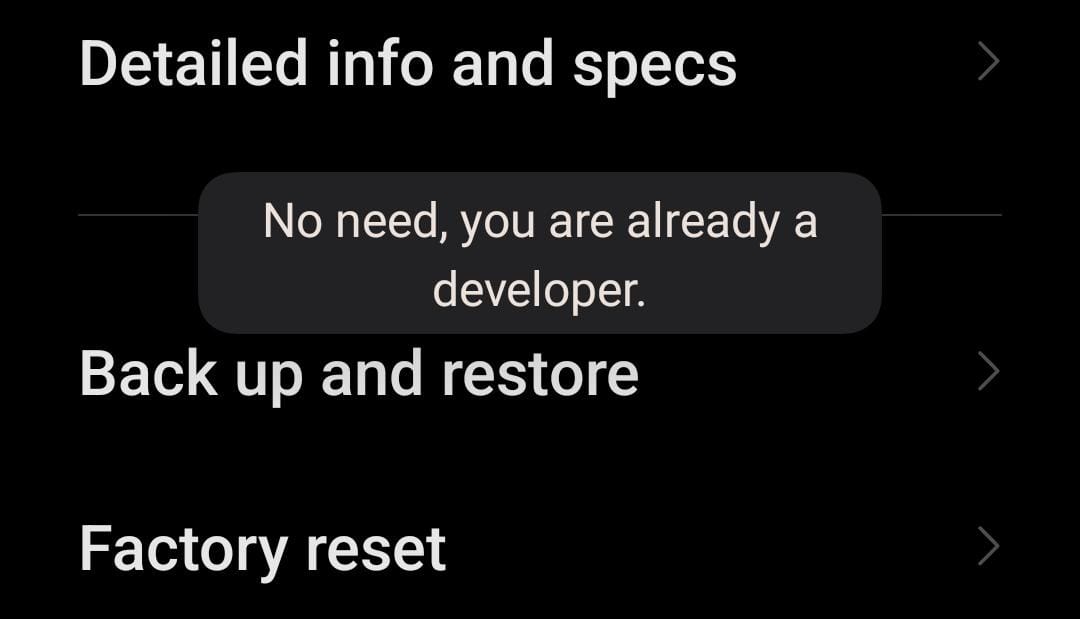 Detailed info and specs
No need, you are already a
developer.
Back up and restore
Factory reset